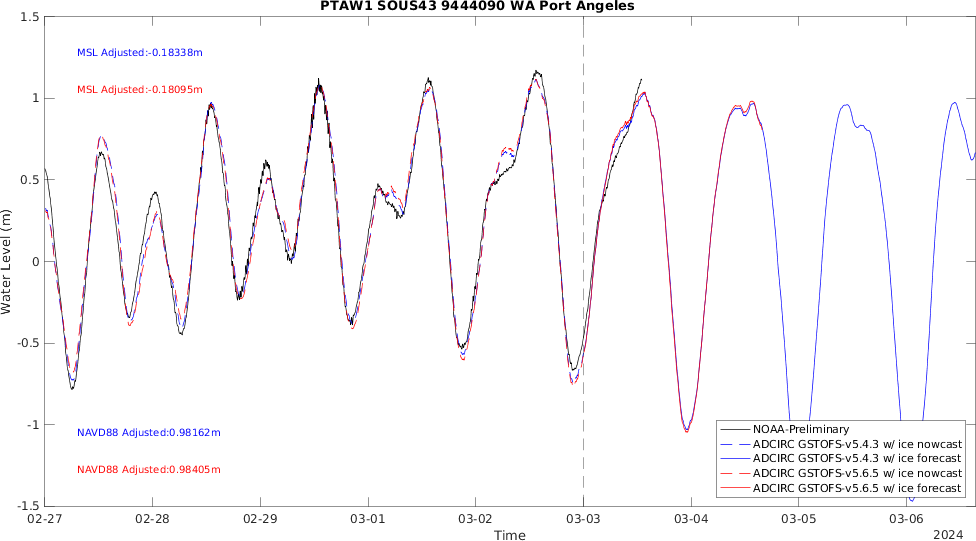 PTAW1 SOUS43 9444090 WA Port Angeles
1.5
1
0.5
0
-0.5
-1
-1.5
Water Level (m)
MSL Adjusted:-0.18338m
MSL Adjusted:-0.18095m
NAVD88 Adjusted:0.98162m
NAVD88 Adjusted:0.98405m
NOAA-Preliminary
ADCIRC GSTOFS-v5.4.3 w/ ice nowcast
ADCIRC GSTOFS-v5.4.3 w/ ice forecast
ADCIRC GSTOFS-v5.6.5 w/ ice nowcast
ADCIRC GSTOFS-v5.6.5 w/ ice forecast
02-27 02-28 02-29 03-01 03-02 03-03 03-04 03-05 03-06
Time
2024